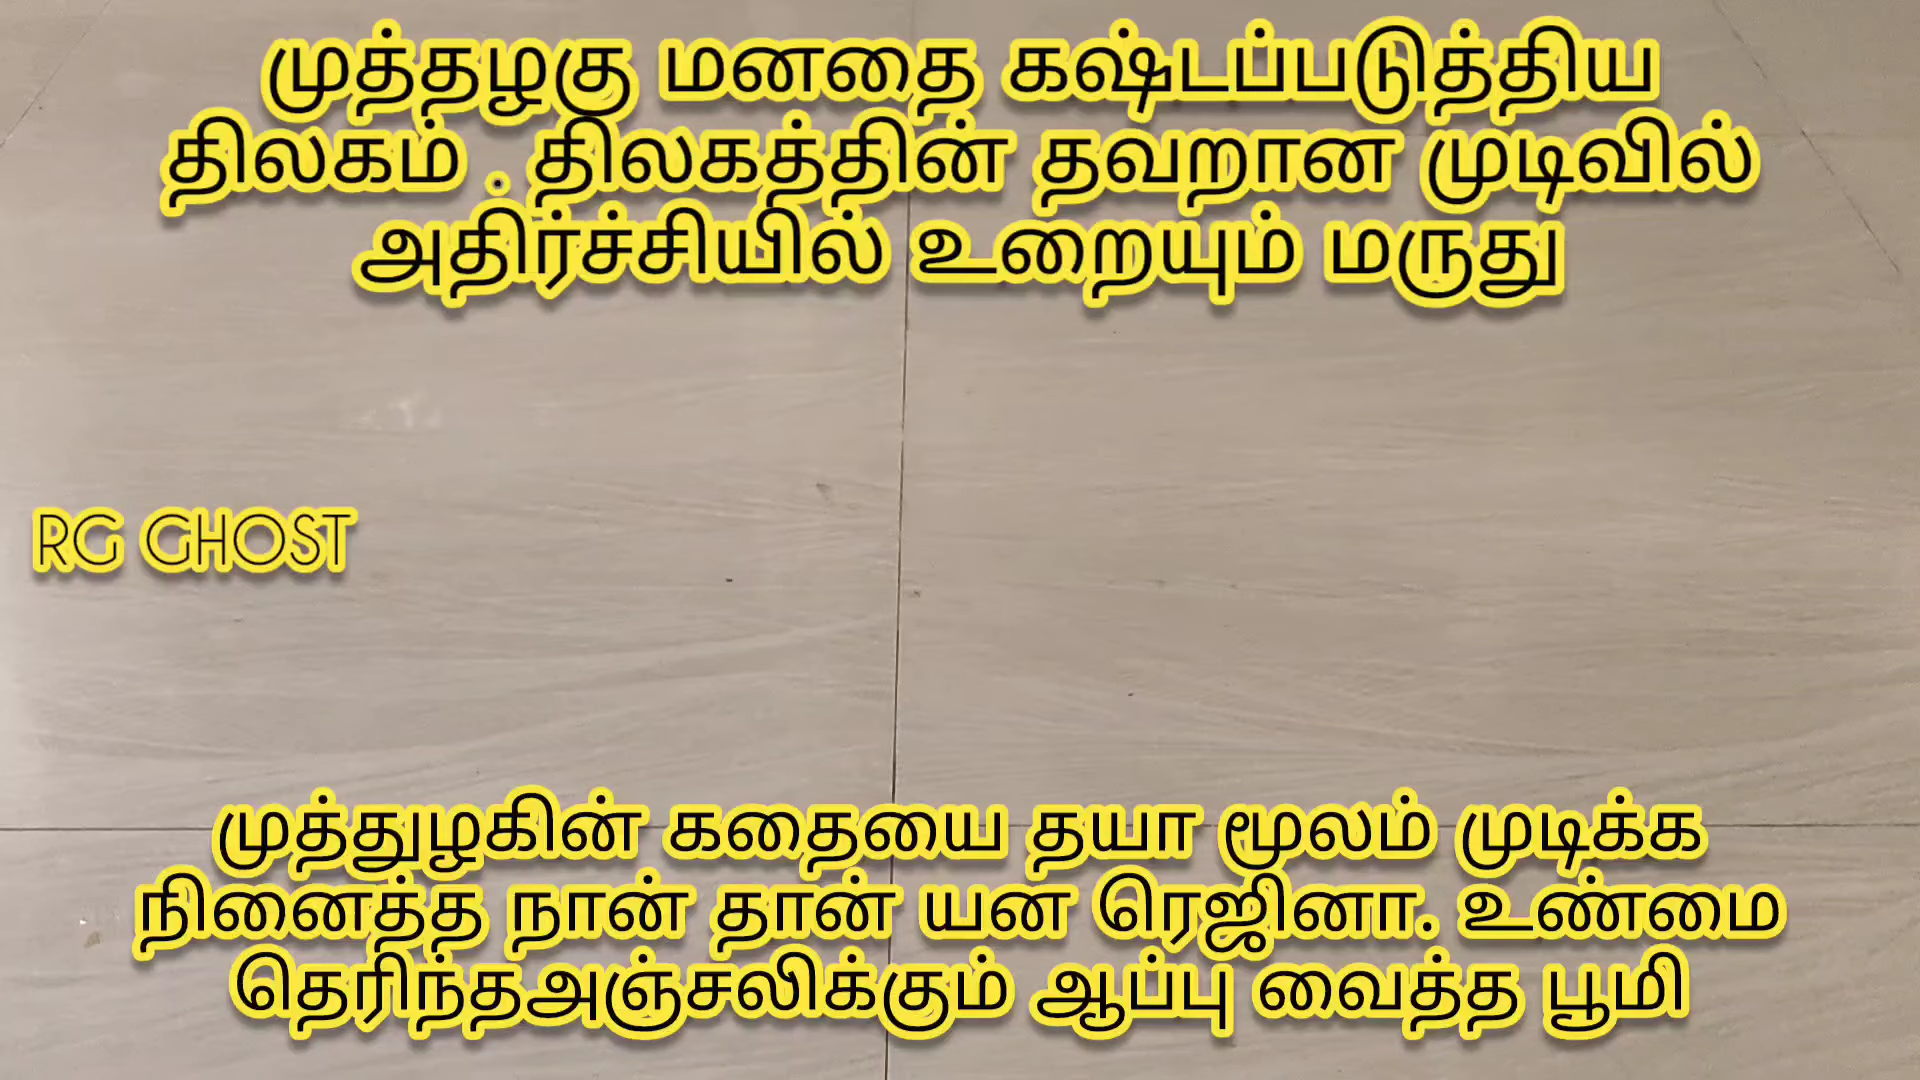 முத்தழகு மனதை கஷ்டப்படுத்திய
திலகம் . திலகத்தின் தவறான முடிவில்
அதிர்ச்சியில் உறையும் மருது
RG GHOST
முத்துழகின் கதையை தயா மூலம் முடிக்க
நினைத்த நான் தான் யன ரெஜினா. உண்மை
தெரிந்தஅஞ்சலிக்கும் ஆப்பு வைத்த பூமி